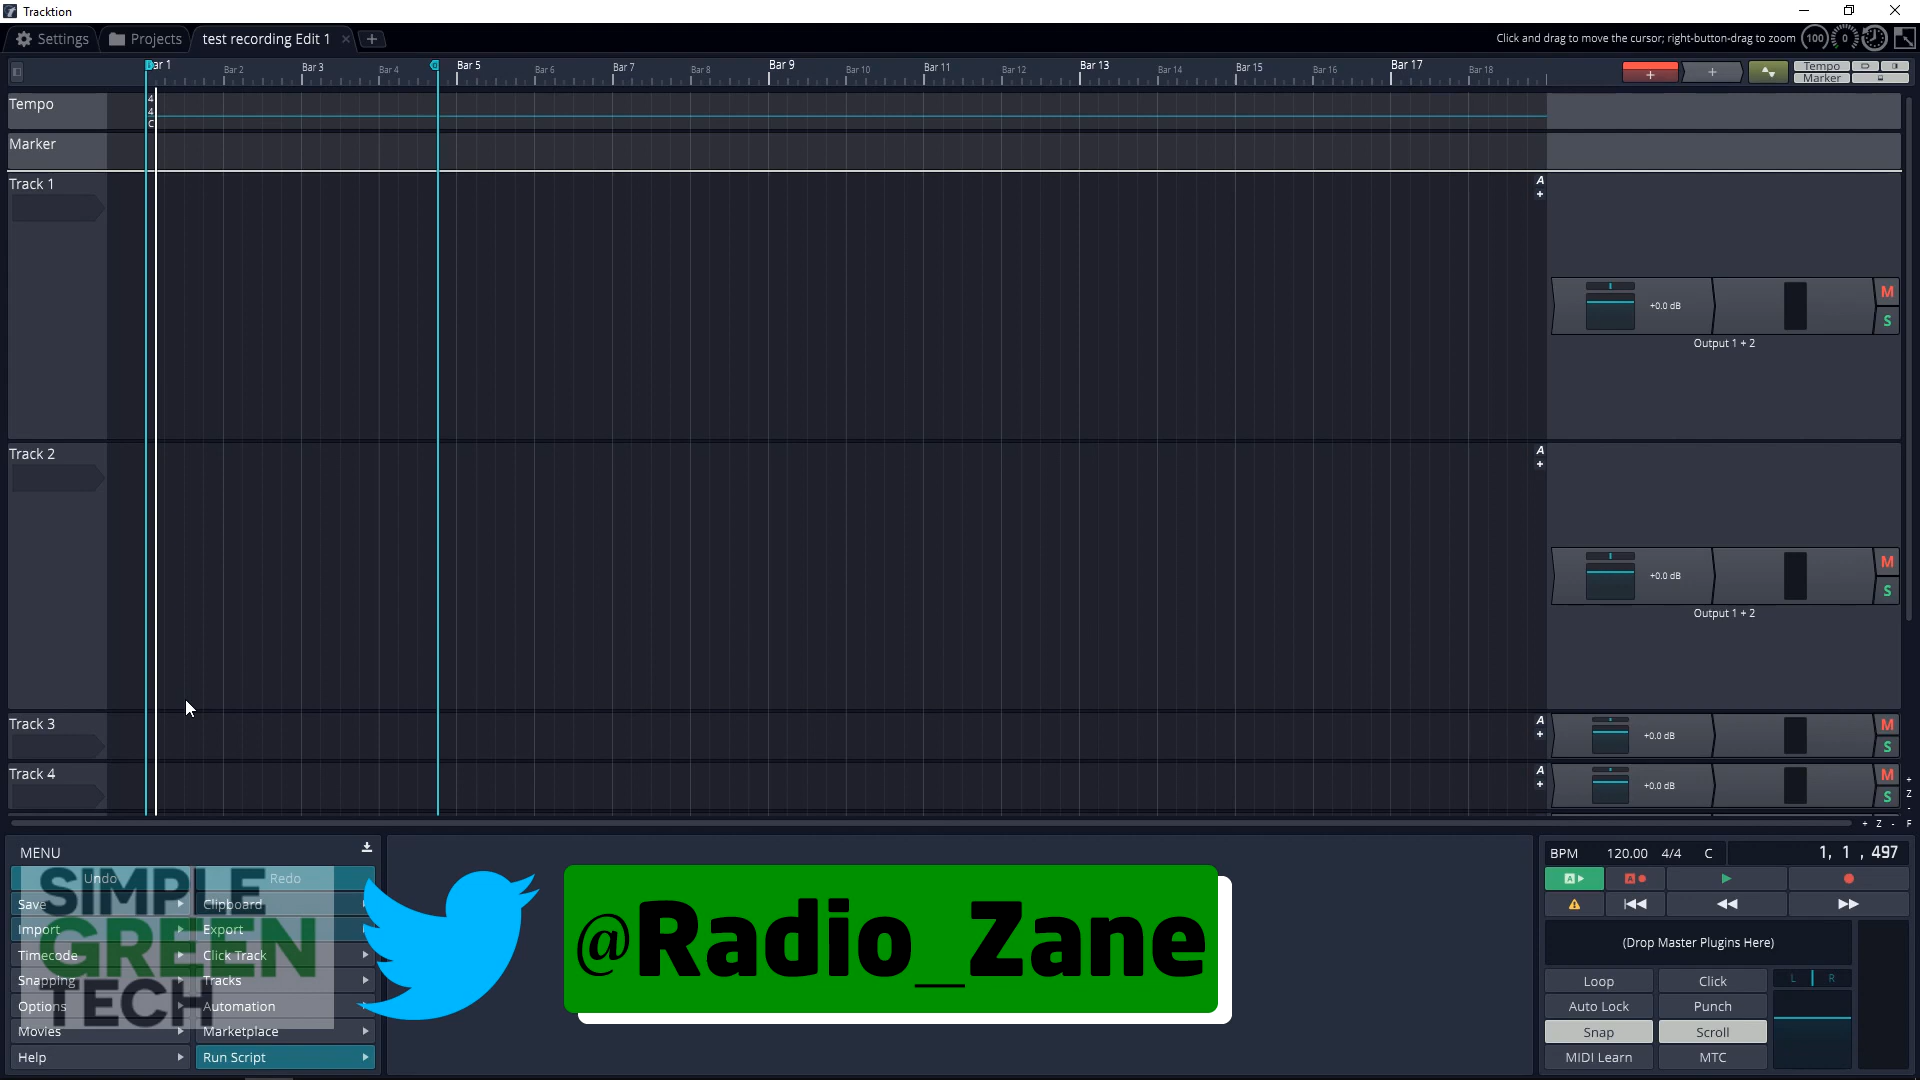 Tracktion
Settings
Projects
test recording Edit 1
Click and drag to move the cursor; right-button-drag to zoom
100
0
Bar 1
Bar 2
Bar 3
Bar 4
Bar 5
Bar 6
Bar 7
Bar 8
Bar 9
Bar 10
Bar 11
Bar 12
Bar 13
Bar 14
Bar 15
Bar 16
Bar 17
Bar 18
Tempo
Marker
Tempo
4
4
C
Marker
Track 1
A
+0.0 dB
M
S
Output 1 + 2
Track 2
A
+0.0 dB
M
S
Output 1 + 2
Track 3
A
+0.0 dB
M
S
Track 4
A
+0.0 dB
M
S
+ Z - F
MENU
Undo
Redo
Save
Clipboard
Import
Export
Timecode
Click Track
Snapping
Tracks
Options
Automation
Movies
Marketplace
Help
Run Script
SIMPLE
GREEN
TECH
@Radio_Zane
BPM 120.00 4/4 C 1, 1 , 497
A
A
(Drop Master Plugins Here)
Loop
Click
L R
Auto Lock
Punch
Snap
Scroll
MIDI Learn
MTC